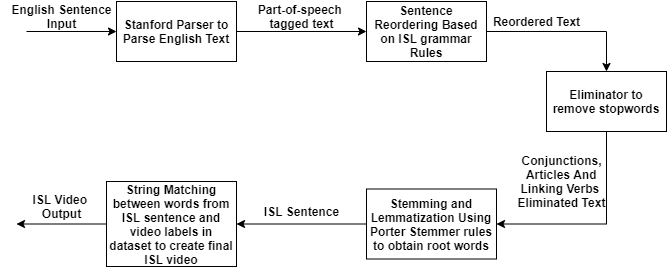 English Sentence
Input
Stanford Parser to
Parse English Text
Part-of-speech
tagged text
Sentence
Reordering Based
on ISL grammar
Rules
Reordered Text
Eliminator to
remove stopwords
Conjunctions,
Articles And
Linking Verbs
Eliminated Text
Stemming and
Lemmatization Using
Porter Stemmer rules
to obtain root words
ISL Sentence
String Matching
between words from
ISL sentence and
video labels in
dataset to create final
ISL video
ISL Video
Output